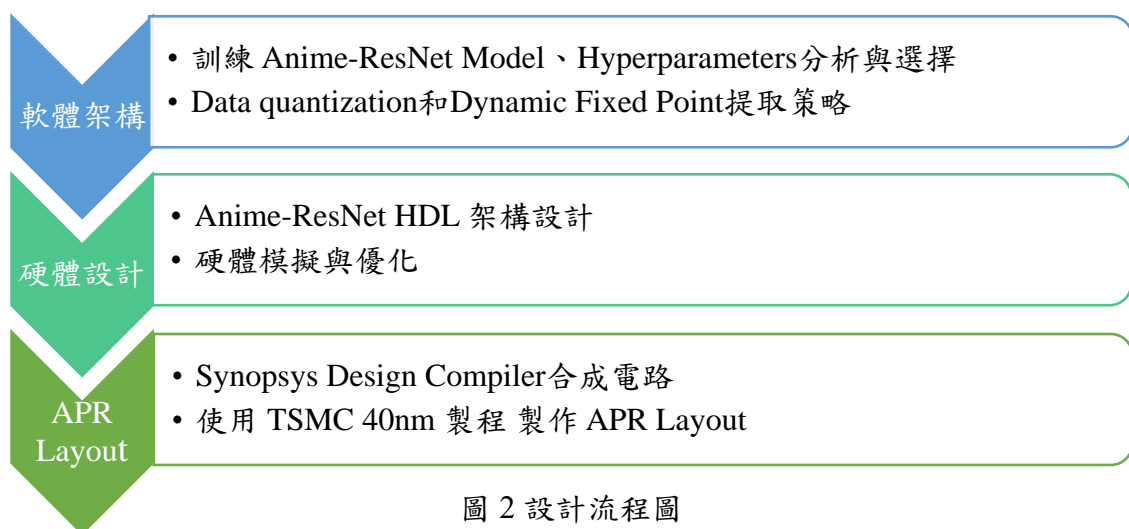 軟體架構
• 訓練 Anime-ResNet Model、Hyperparameters分析與選擇
• Data quantization和Dynamic Fixed Point提取策略
硬體設計
• Anime-ResNet HDL 架構設計
• 硬體模擬與優化
APR
Layout
• Synopsys Design Compiler合成電路
• 使用 TSMC 40nm 製程 製作 APR Layout
圖 2 設計流程圖